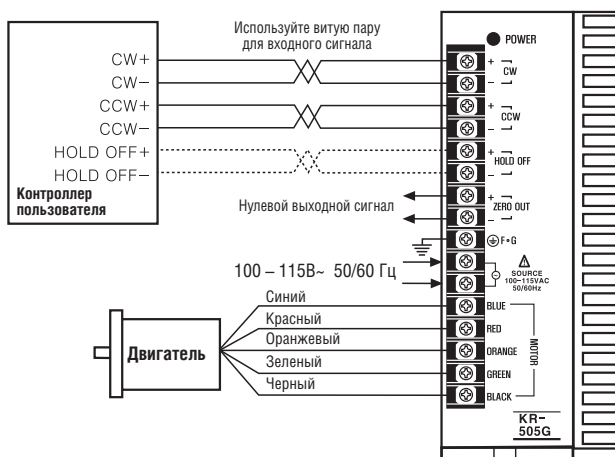 Используйте витую пару
для входного сигнала
POWER
CW+
+
CW
CW–
–
CCW+
+
CCW
CCW–
–
HOLD OFF+
+
HOLD OFF
HOLD OFF–
–
Контроллер
пользователя
Нулевой выходной сигнал
+
ZERO OUT
–
F•G
100 – 115В~ 50/60 Гц
SOURCE
100~115VAC
50/60Hz
Синий
BLUE
Красный
RED
Оранжевый
ORANGE
Зеленый
GREEN
Черный
BLACK
MOTOR
Двигатель
KR-
505G